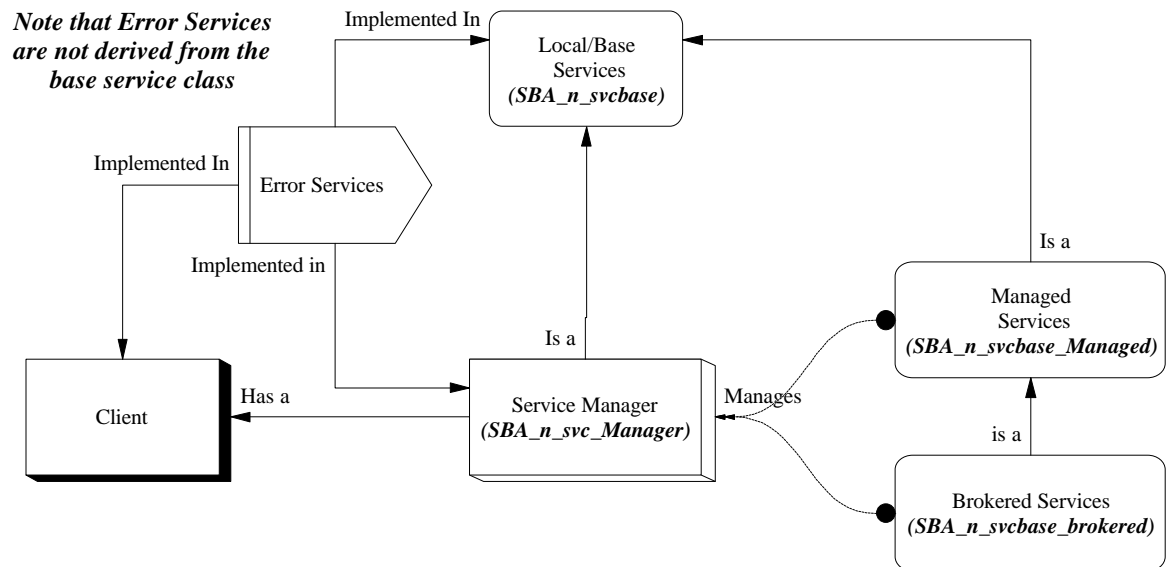 Note that Error Services
are not derived from the
base service class
Implemented In
Local/Base
Services
(SBA_n_svcbase)
Implemented In
Error Services
Implemented in
Is a
Managed
Services
(SBA_n_svcbase_Managed)
Is a
Client
Has a
Service Manager
(SBA_n_svc_Manager)
Manages
is a
Brokered Services
(SBA_n_svcbase_brokered)